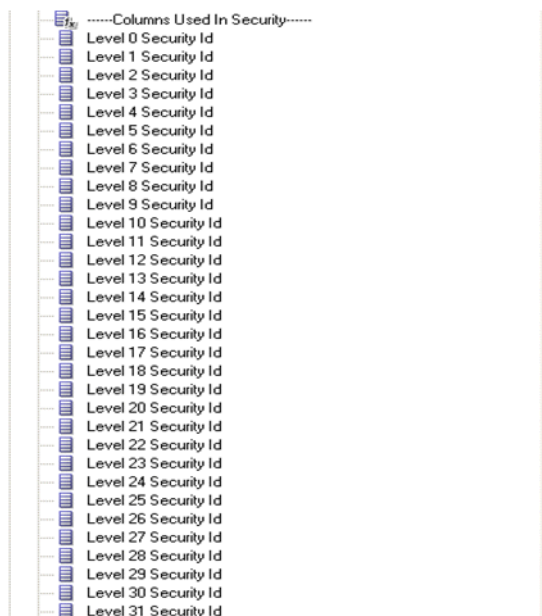 ------Columns Used In Security------
Level 0 Security Id
Level 1 Security Id
Level 2 Security Id
Level 3 Security Id
Level 4 Security Id
Level 5 Security Id
Level 6 Security Id
Level 7 Security Id
Level 8 Security Id
Level 9 Security Id
Level 10 Security Id
Level 11 Security Id
Level 12 Security Id
Level 13 Security Id
Level 14 Security Id
Level 15 Security Id
Level 16 Security Id
Level 17 Security Id
Level 18 Security Id
Level 19 Security Id
Level 20 Security Id
Level 21 Security Id
Level 22 Security Id
Level 23 Security Id
Level 24 Security Id
Level 25 Security Id
Level 26 Security Id
Level 27 Security Id
Level 28 Security Id
Level 29 Security Id
Level 30 Security Id
Level 31 Security Id